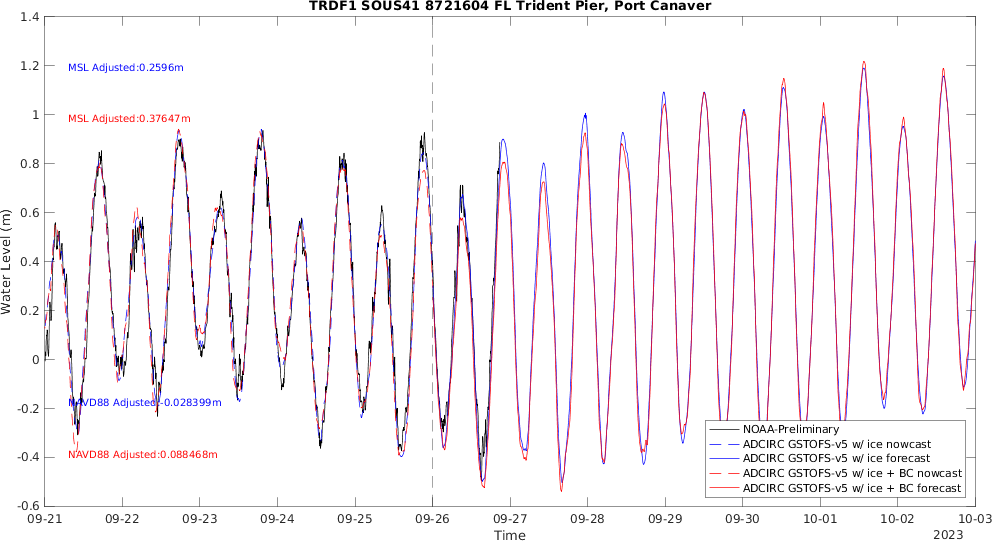 TRDF1 SOUS41 8721604 FL Trident Pier, Port Canaver
1.4
1.2
1
0.8
0.6
0.4
0.2
0
-0.2
-0.4
-0.6
Water Level (m)
MSL Adjusted:0.2596m
MSL Adjusted:0.37647m
NAVD88 Adjusted:-0.028399m
NAVD88 Adjusted:0.088468m
NOAA-Preliminary
ADCIRC GSTOFS-v5 w/ ice nowcast
ADCIRC GSTOFS-v5 w/ ice forecast
ADCIRC GSTOFS-v5 w/ ice + BC nowcast
ADCIRC GSTOFS-v5 w/ ice + BC forecast
09-21 09-22 09-23 09-24 09-25 09-26 09-27 09-28 09-29 09-30 10-01 10-02 10-03
Time
2023